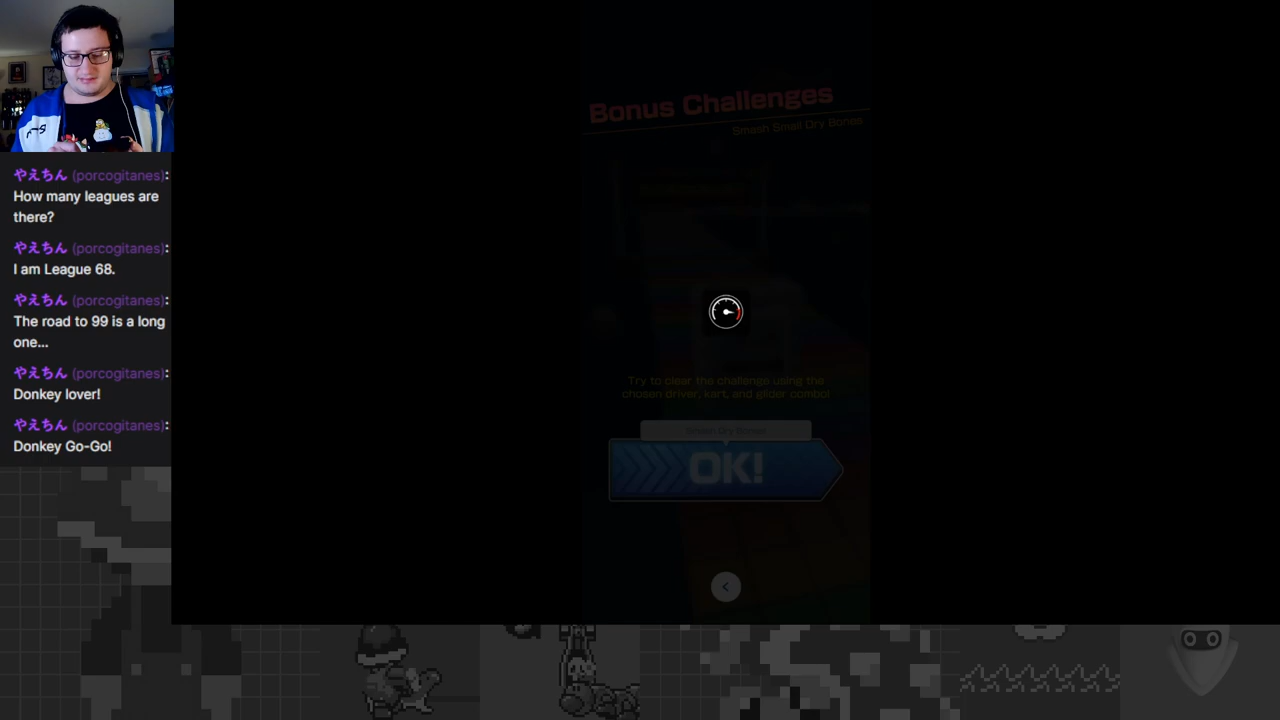 やえちん (porcogitanes):
How many leagues are
there?
やえちん (porcogitanes):
I am League 68.
やえちん (porcogitanes):
The road to 99 is a long
one...
やえちん (porcogitanes):
Donkey lover!
やえちん (porcogitanes):
Donkey Go-Go!
Bonus Challenges
Smash Small Dry Bones
Try to clear the challenge using the
chosen driver, kart, and glider combo!
OK!